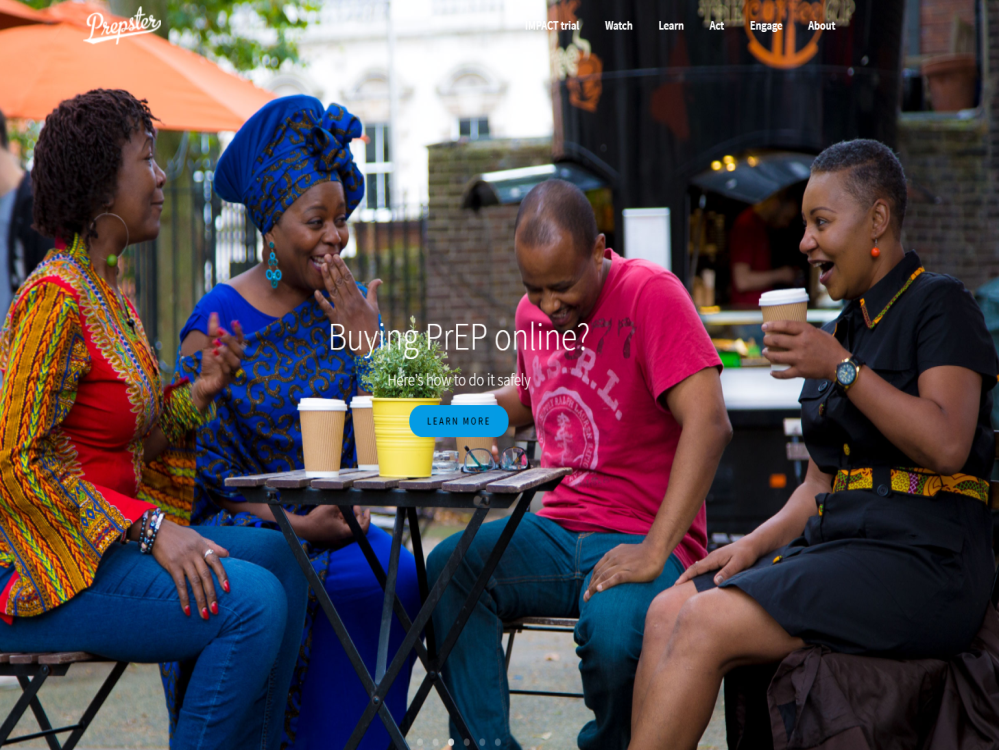 Prepster
IMPACT trial
Watch
Learn
Act
Engage
About
Buying PrEP online?
Here's how to do it safely
LEARN MORE